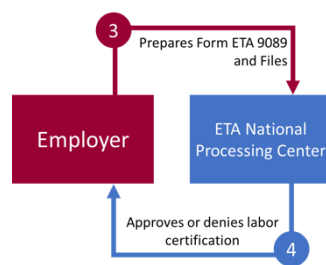 3
Prepares Form ETA 9089
and Files
Employer
ETA National
Processing Center
Approves or denies labor
certification
4